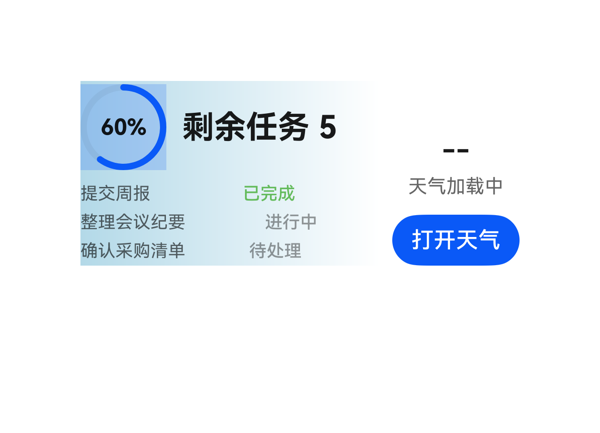 60%
剩余任务 5
提交周报 已完成
整理会议纪要 进行中
确认采购清单 待处理
--
天气加载中
打开天气